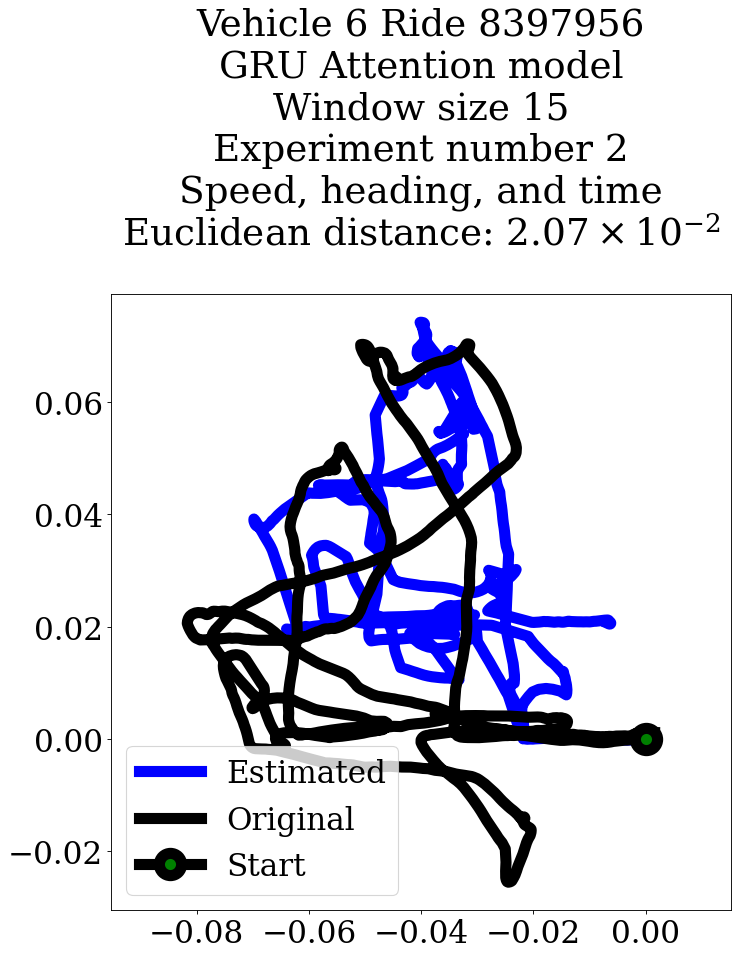 Vehicle 6 Ride 8397956
GRU Attention model
Window size 15
Experiment number 2
Speed, heading, and time
Euclidean distance: 2.07 × 10⁻²
0.06
0.04
0.02
0.00
−0.02
Estimated
Original
Start
−0.08 −0.06 −0.04 −0.02 0.00